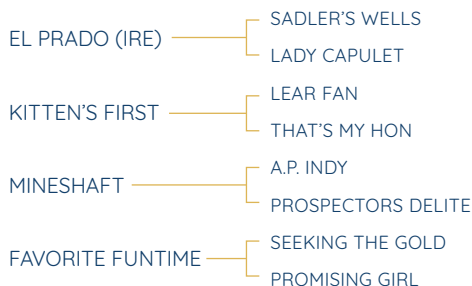 SADLER'S WELLS
EL PRADO (IRE)
LADY CAPULET
LEAR FAN
KITTEN'S FIRST
THAT'S MY HON
A.P. INDY
MINESHAFT
PROSPECTORS DELITE
SEEKING THE GOLD
FAVORITE FUNTIME
PROMISING GIRL